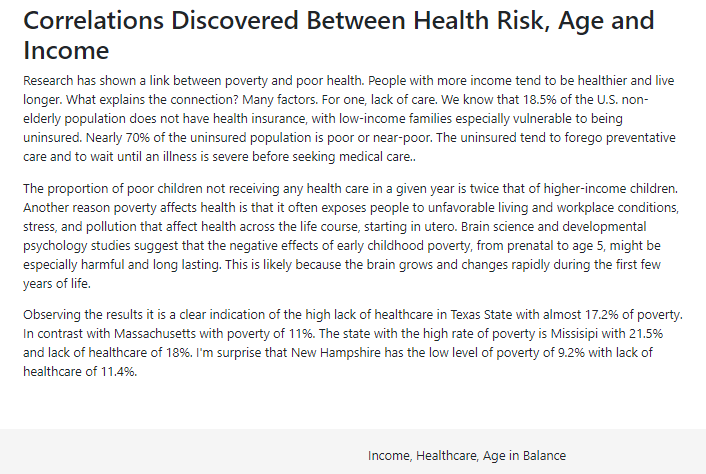 Correlations Discovered Between Health Risk, Age and
Income
Research has shown a link between poverty and poor health. People with more income tend to be healthier and live
longer. What explains the connection? Many factors. For one, lack of care. We know that 18.5% of the U.S. non-
elderly population does not have health insurance, with low-income families especially vulnerable to being
uninsured. Nearly 70% of the uninsured population is poor or near-poor. The uninsured tend to forego preventative
care and to wait until an illness is severe before seeking medical care..
The proportion of poor children not receiving any health care in a given year is twice that of higher-income children.
Another reason poverty affects health is that it often exposes people to unfavorable living and workplace conditions,
stress, and pollution that affect health across the life course, starting in utero. Brain science and developmental
psychology studies suggest that the negative effects of early childhood poverty, from prenatal to age 5, might be
especially harmful and long lasting. This is likely because the brain grows and changes rapidly during the first few
years of life.
Observing the results it is a clear indication of the high lack of healthcare in Texas State with almost 17.2% of poverty.
In contrast with Massachusetts with poverty of 11%. The state with the high rate of poverty is Missisipi with 21.5%
and lack of healthcare of 18%. I'm surprise that New Hampshire has the low level of poverty of 9.2% with lack of
healthcare of 11.4%.
Income, Healthcare, Age in Balance